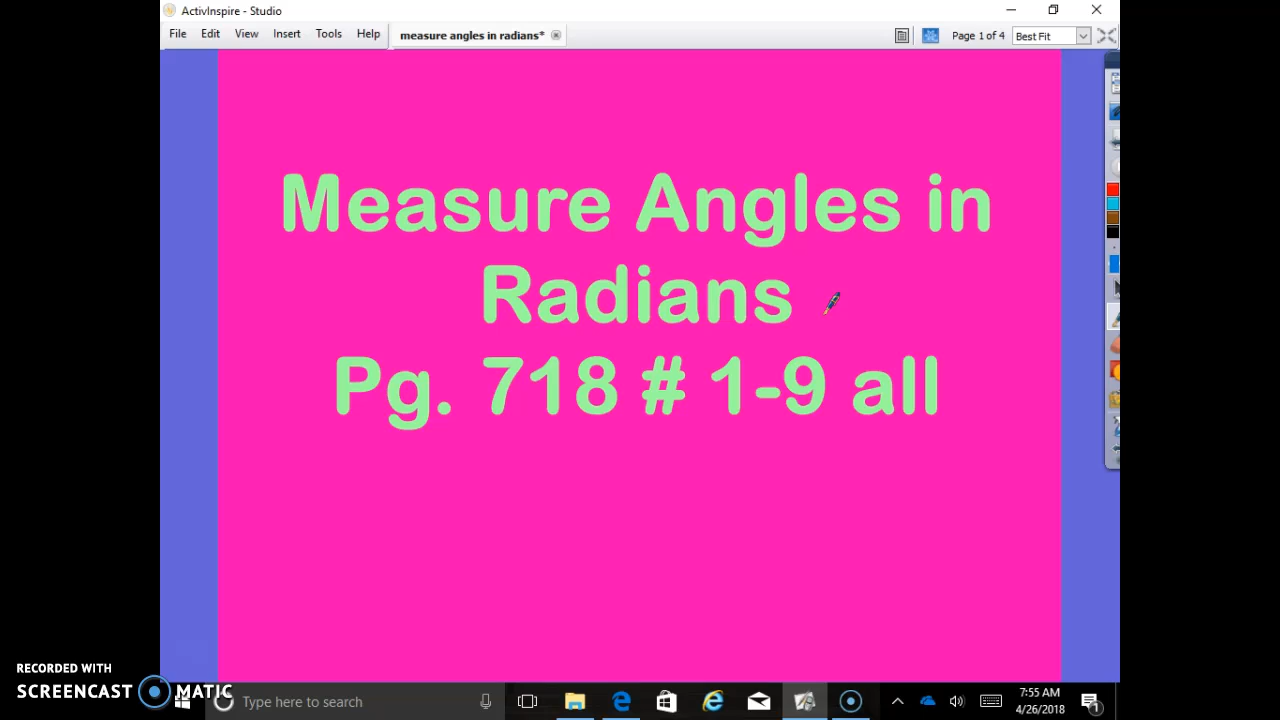 ActivInspire - Studio
File Edit View Insert Tools Help
measure angles in radians*
Page 1 of 4
Best Fit
Measure Angles in
Radians
Pg. 718 # 1-9 all
RECORDED WITH
SCREENCAST MATIC
Type here to search
7:55 AM
4/26/2018
1